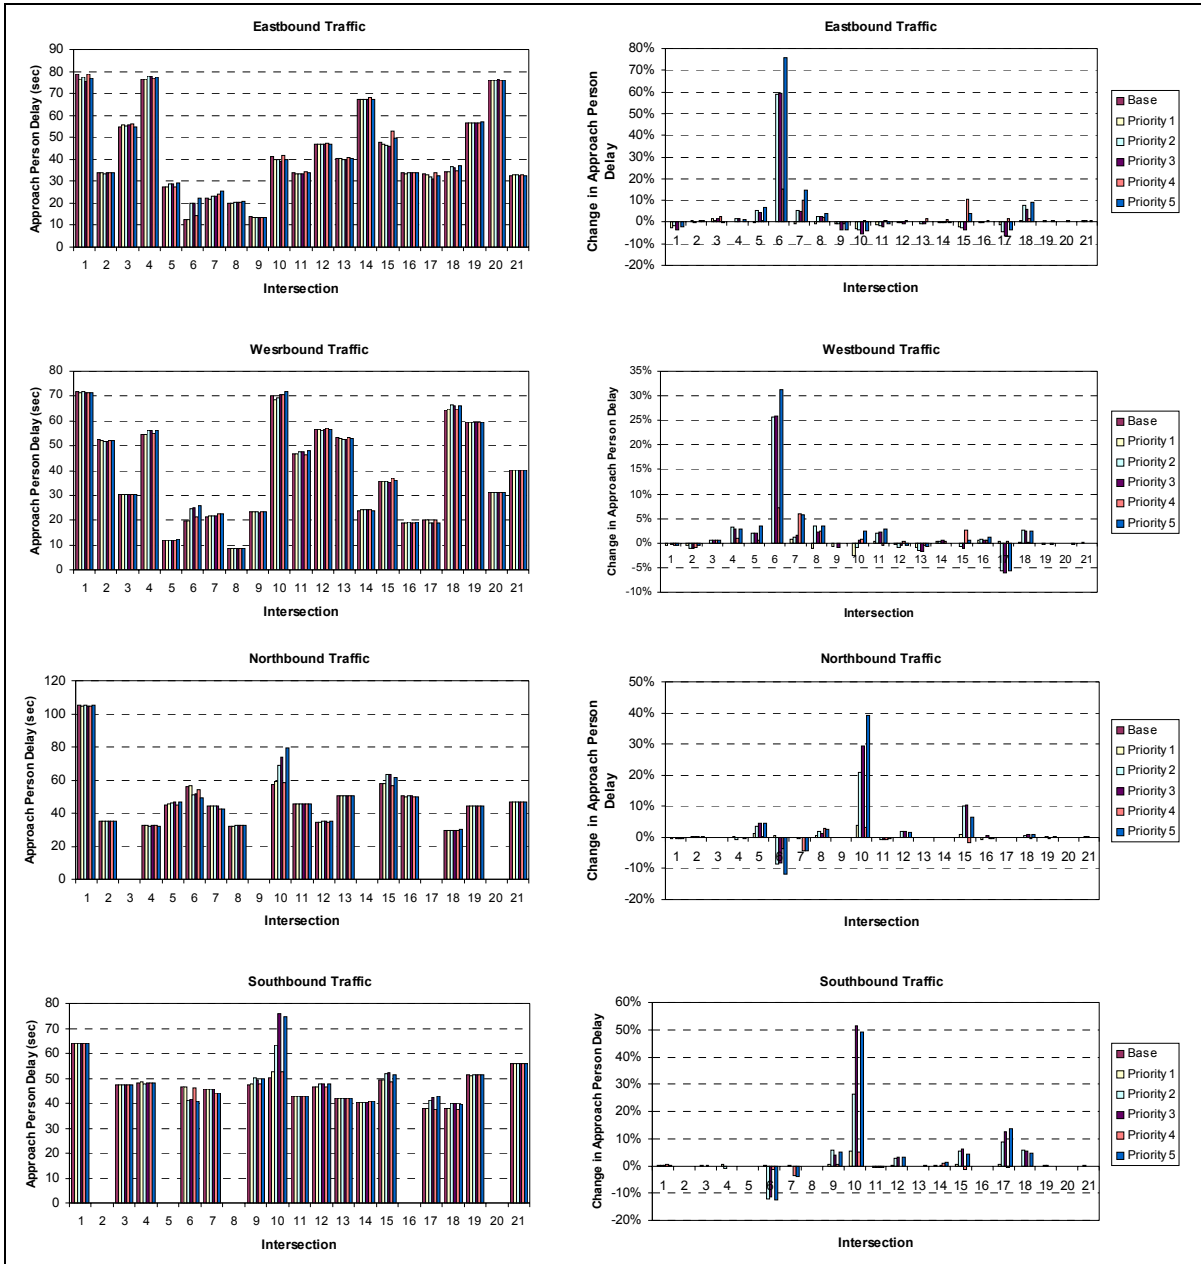 Eastbound Traffic
Approach Person Delay (sec)
90
80
70
60
50
40
30
20
10
0
1 2 3 4 5 6 7 8 9 10 11 12 13 14 15 16 17 18 19 20 21
Intersection
Eastbound Traffic
Change in Approach Person
Delay
80%
70%
60%
50%
40%
30%
20%
10%
0%
-10%
-20%
1 2 3 4 5 6 7 8 9 10 11 12 13 14 15 16 17 18 19 20 21
Intersection
Base
Priority 1
Priority 2
Priority 3
Priority 4
Priority 5
Wesrbound Traffic
Approach Person Delay (sec)
80
70
60
50
40
30
20
10
0
1 2 3 4 5 6 7 8 9 10 11 12 13 14 15 16 17 18 19 20 21
Intersection
Westbound Traffic
Change in Approach Person Delay
35%
30%
25%
20%
15%
10%
5%
0%
-5%
-10%
1 2 3 4 5 6 7 8 9 10 11 12 13 14 15 16 17 18 19 20 21
Intersection
Base
Priority 1
Priority 2
Priority 3
Priority 4
Priority 5
Northbound Traffic
Approach Person Delay (sec)
120
100
80
60
40
20
0
1 2 3 4 5 6 7 8 9 10 11 12 13 14 15 16 17 18 19 20 21
Intersection
Northbound Traffic
Change in Approach Person
Delay
50%
40%
30%
20%
10%
0%
-10%
-20%
1 2 3 4 5 6 7 8 9 10 11 12 13 14 15 16 17 18 19 20 21
Intersection
Base
Priority 1
Priority 2
Priority 3
Priority 4
Priority 5
Southbound Traffic
Approach Person Delay (sec)
80
70
60
50
40
30
20
10
0
1 2 3 4 5 6 7 8 9 10 11 12 13 14 15 16 17 18 19 20 21
Intersection
Southbound Traffic
Change in Approach Person Delay
60%
50%
40%
30%
20%
10%
0%
-10%
-20%
1 2 3 4 5 6 7 8 9 10 11 12 13 14 15 16 17 18 19 20 21
Intersection
Base
Priority 1
Priority 2
Priority 3
Priority 4
Priority 5